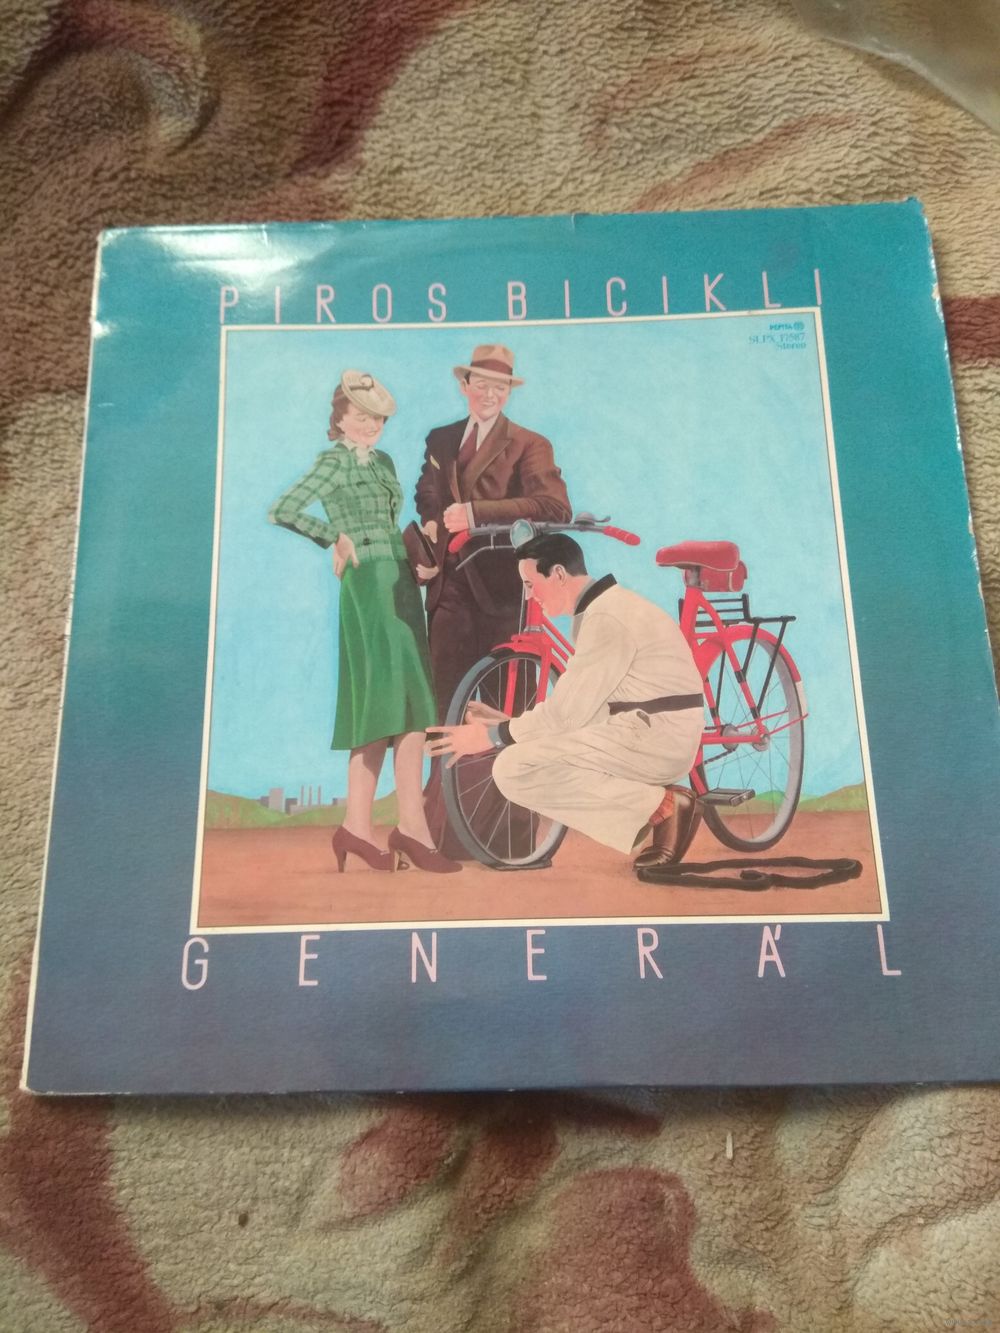 PIROS BICIKLI
PEPITA
SLPX 17587
Stereo
GENERÁL